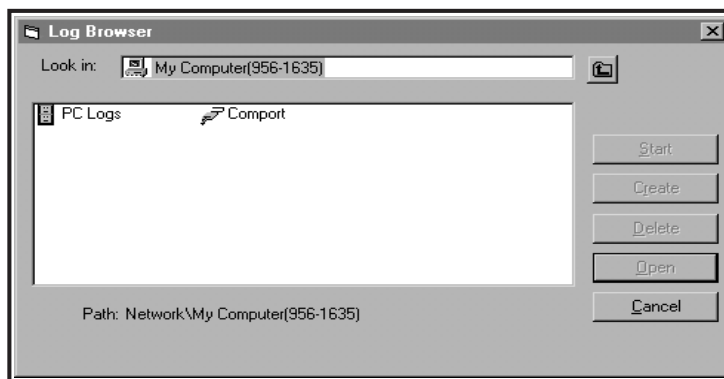 Log Browser
Look in: My Computer(956-1635)
PC Logs Comport
Start
Create
Delete
Open
Cancel
Path: Network\My Computer(956-1635)